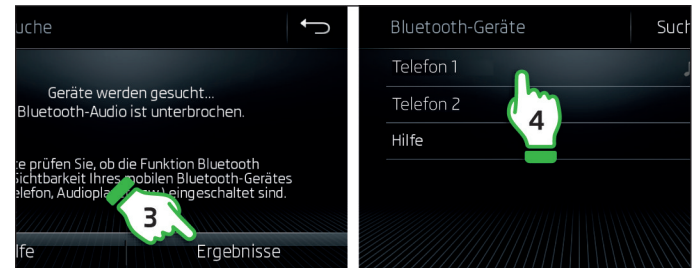 uche
Geräte werden gesucht...
Bluetooth-Audio ist unterbrochen.
te prüfen Sie, ob die Funktion Bluetooth
Sichtbarkeit Ihres mobilen Bluetooth-Gerätes
elefon, Audioplay w.) eingeschaltet sind.
3
lfe
Ergebnisse
Bluetooth-Geräte
Such
Telefon 1
Telefon 2
4
Hilfe